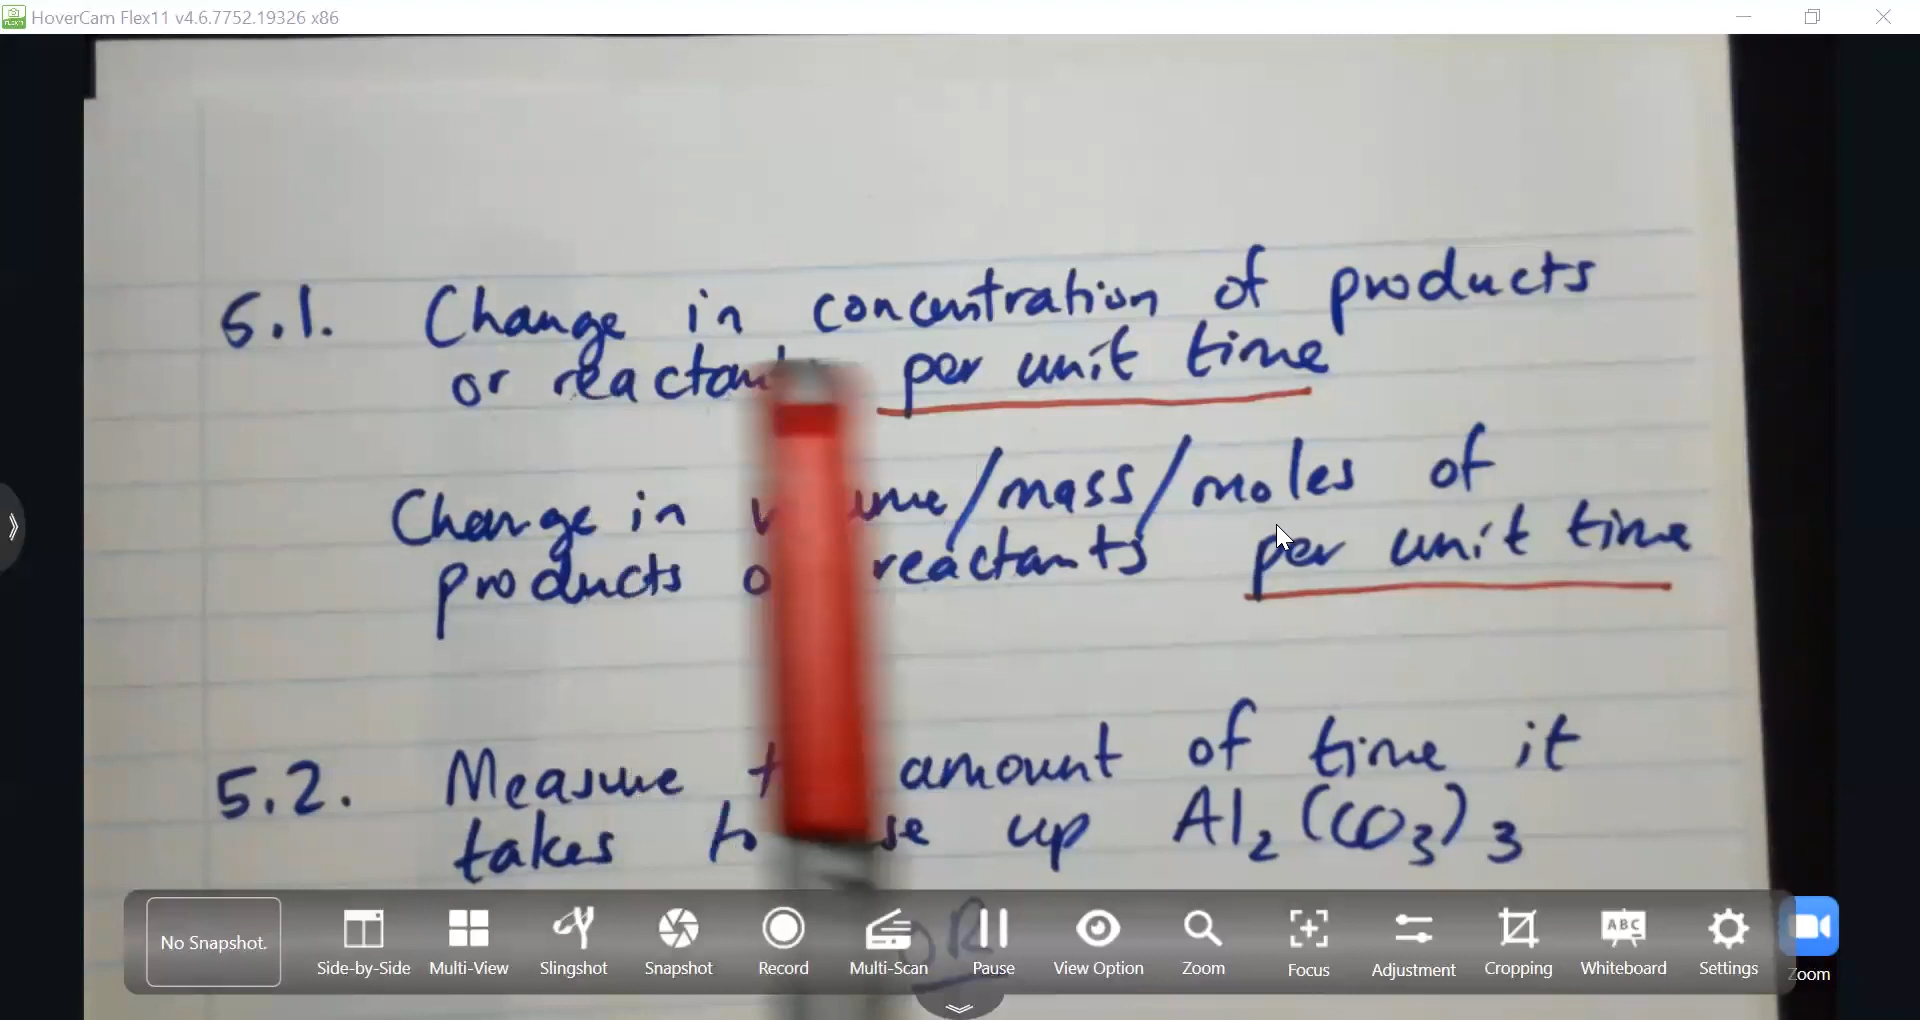 HoverCam Flex11 v4.6.7752.19326 x86
5.1. Change in concentration of products
or per unit time
Change in /mass/moles of
products reactants per unit time
5.2. Measure amount of time it
takes up Al₂(CO₃)₃
OR
No Snapshot.
Side-by-Side Multi-View Slingshot Snapshot Record Multi-Scan Pause View Option Zoom Focus Adjustment Cropping ABC Whiteboard Settings Zoom